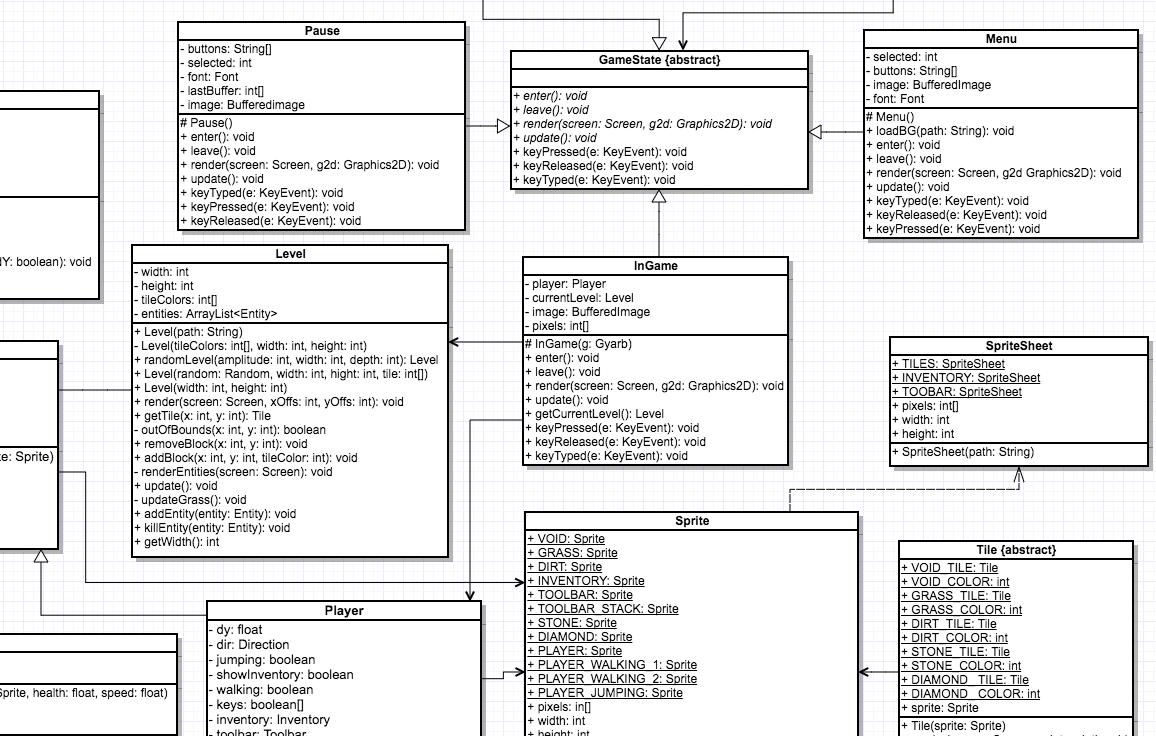 Pause
- buttons: String[]
- selected: int
- font: Font
- lastBuffer: int[]
- image: BufferedImage
# Pause()
+ enter(): void
+ leave(): void
+ render(screen: Screen, g2d: Graphics2D): void
+ update(): void
+ keyTyped(e: KeyEvent): void
+ keyPressed(e: KeyEvent): void
+ keyReleased(e: KeyEvent): void
GameState {abstract}
+ enter(): void
+ leave(): void
+ render(screen: Screen, g2d: Graphics2D): void
+ update(): void
+ keyPressed(e: KeyEvent): void
+ keyReleased(e: KeyEvent): void
+ keyTyped(e: KeyEvent): void
Menu
- selected: int
- buttons: String[]
- image: BufferedImage
- font: Font
# Menu()
+ loadBG(path: String): void
+ enter(): void
+ leave(): void
+ render(screen: Screen, g2d Graphics2D): void
+ update(): void
+ keyTyped(e: KeyEvent): void
+ keyReleased(e: KeyEvent): void
+ keyPressed(e: KeyEvent): void
dY: boolean): void
Level
- width: int
- height: int
- tileColors: int[]
- entities: ArrayList<Entity>
+ Level(path: String)
- Level(tileColors: int[], width: int, height: int)
+ randomLevel(amplitude: int, width: int, depth: int): Level
+ Level(random: Random, width: int, hight: int, tile: int[])
+ Level(width: int, height: int)
+ render(screen: Screen, xOffs: int, yOffs: int): void
+ getTile(x: int, y: int): Tile
- outOfBounds(x: int, y: int): boolean
+ removeBlock(x: int, y: int): void
+ addBlock(x: int, y: int, tileColor: int): void
- renderEntities(screen: Screen): void
+ update(): void
- updateGrass(): void
+ addEntity(entity: Entity): void
+ killEntity(entity: Entity): void
+ getWidth(): int
InGame
- player: Player
- currentLevel: Level
- image: BufferedImage
- pixels: int[]
# InGame(g: Gyarb)
+ enter(): void
+ leave(): void
+ render(screen: Screen, g2d: Graphics2D): void
+ update(): void
+ getCurrentLevel(): Level
+ keyPressed(e: KeyEvent): void
+ keyReleased(e: KeyEvent): void
+ keyTyped(e: KeyEvent): void
SpriteSheet
+ TILES: SpriteSheet
+ INVENTORY: SpriteSheet
+ TOOBAR: SpriteSheet
+ pixels: int[]
+ width: int
+ height: int
+ SpriteSheet(path: String)
te: Sprite)
Sprite
+ VOID: Sprite
+ GRASS: Sprite
+ DIRT: Sprite
+ INVENTORY: Sprite
+ TOOLBAR: Sprite
+ TOOLBAR_STACK: Sprite
+ STONE: Sprite
+ DIAMOND: Sprite
+ PLAYER: Sprite
+ PLAYER_WALKING_1: Sprite
+ PLAYER_WALKING_2: Sprite
+ PLAYER_JUMPING: Sprite
+ pixels: in[]
+ width: int
+ height: int
Tile {abstract}
+ VOID_TILE: Tile
+ VOID_COLOR: int
+ GRASS_TILE: Tile
+ GRASS_COLOR: int
+ DIRT_TILE: Tile
+ DIRT_COLOR: int
+ STONE_TILE: Tile
+ STONE_COLOR: int
+ DIAMOND_TILE: Tile
+ DIAMOND_COLOR: int
+ sprite: Sprite
+ Tile(sprite: Sprite)
Player
- dy: float
- dir: Direction
- jumping: boolean
- showInventory: boolean
- walking: boolean
- keys: boolean[]
- inventory: Inventory
- toolbar: Toolbar
Sprite, health: float, speed: float)